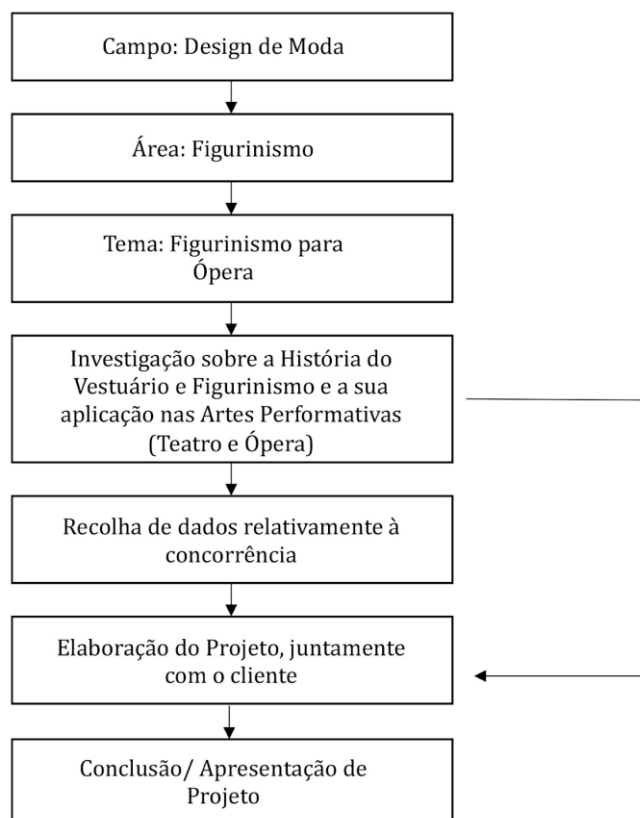 Campo: Design de Moda
Área: Figurinismo
Tema: Figurinismo para
Ópera
Investigação sobre a História do
Vestuário e Figurinismo e a sua
aplicação nas Artes Performativas
(Teatro e Ópera)
Recolha de dados relativamente à
concorrência
Elaboração do Projeto, juntamente
com o cliente
Conclusão/ Apresentação de
Projeto